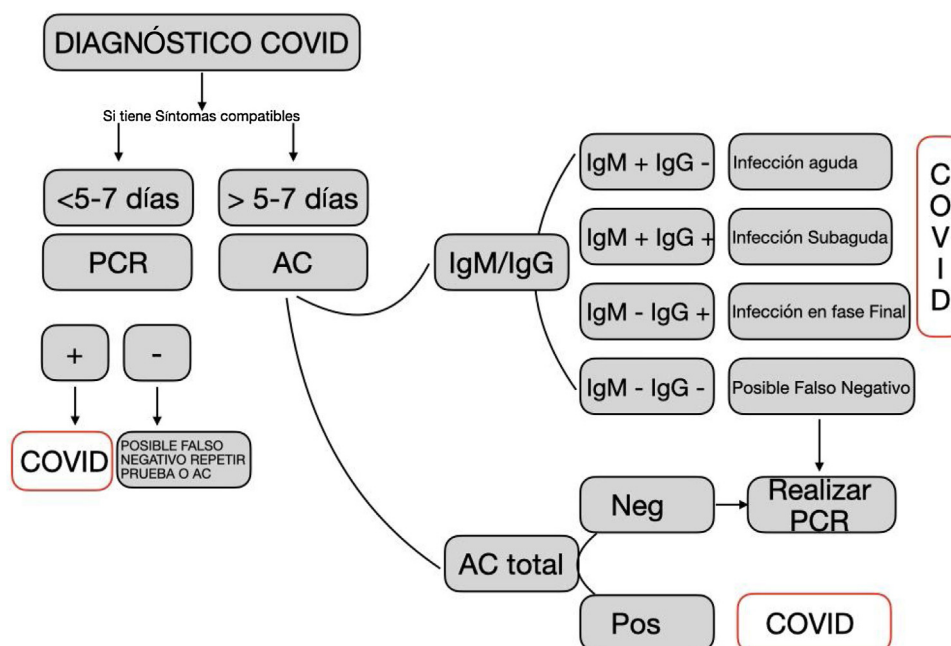 DIAGNÓSTICO COVID
Si tiene Síntomas compatibles
<5-7 días
> 5-7 días
PCR
AC
+
-
COVID
POSIBLE FALSO
NEGATIVO REPETIR
PRUEBA O AC
IgM/IgG
IgM + IgG -
Infección aguda
IgM + IgG +
Infección Subaguda
IgM - IgG +
Infección en fase Final
IgM - IgG -
Posible Falso Negativo
C
O
V
I
D
Realizar
PCR
AC total
Neg
Pos
COVID